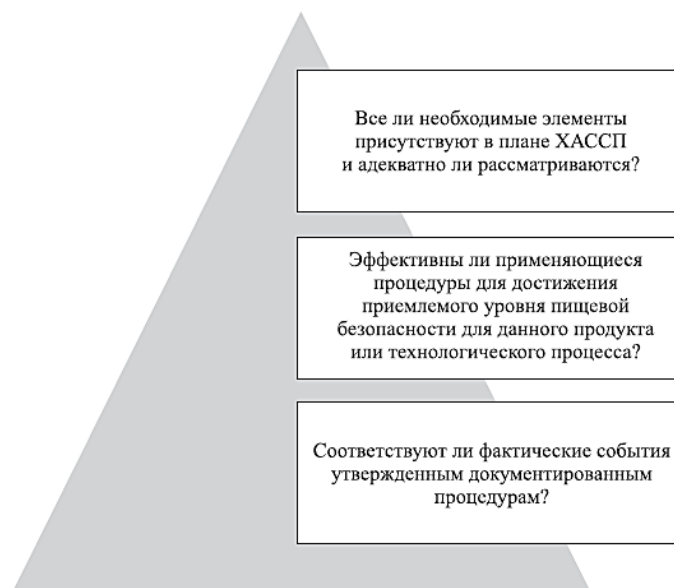 Все ли необходимые элементы
присутствуют в плане ХАССП
и адекватно ли рассматриваются?
Эффективны ли применяющиеся
процедуры для достижения
приемлемого уровня пищевой
безопасности для данного продукта
или технологического процесса?
Соответствуют ли фактические события
утвержденным документированным
процедурам?